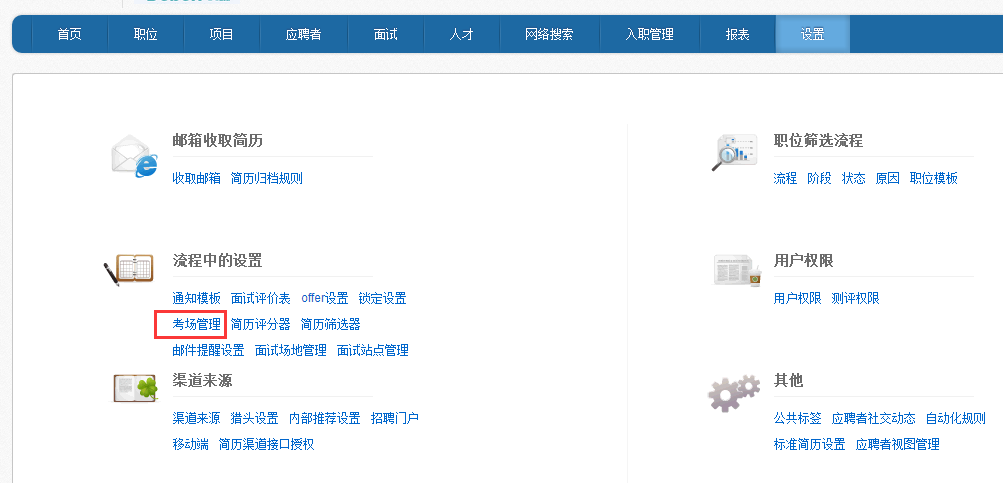 首页 职位 项目 应聘者 面试 人才 网络搜索 入职管理 报表 设置
邮箱收取简历
收取邮箱 简历归档规则
职位筛选流程
流程 阶段 状态 原因 职位模板
流程中的设置
通知模板 面试评价表 offer设置 锁定设置
考场管理 简历评分器 简历筛选器
邮件提醒设置 面试场地管理 面试站点管理
用户权限
用户权限 测评权限
渠道来源
渠道来源 猎头设置 内部推荐设置 招聘门户
移动端 简历渠道接口授权
其他
公共标签 应聘者社交动态 自动化规则
标准简历设置 应聘者视图管理